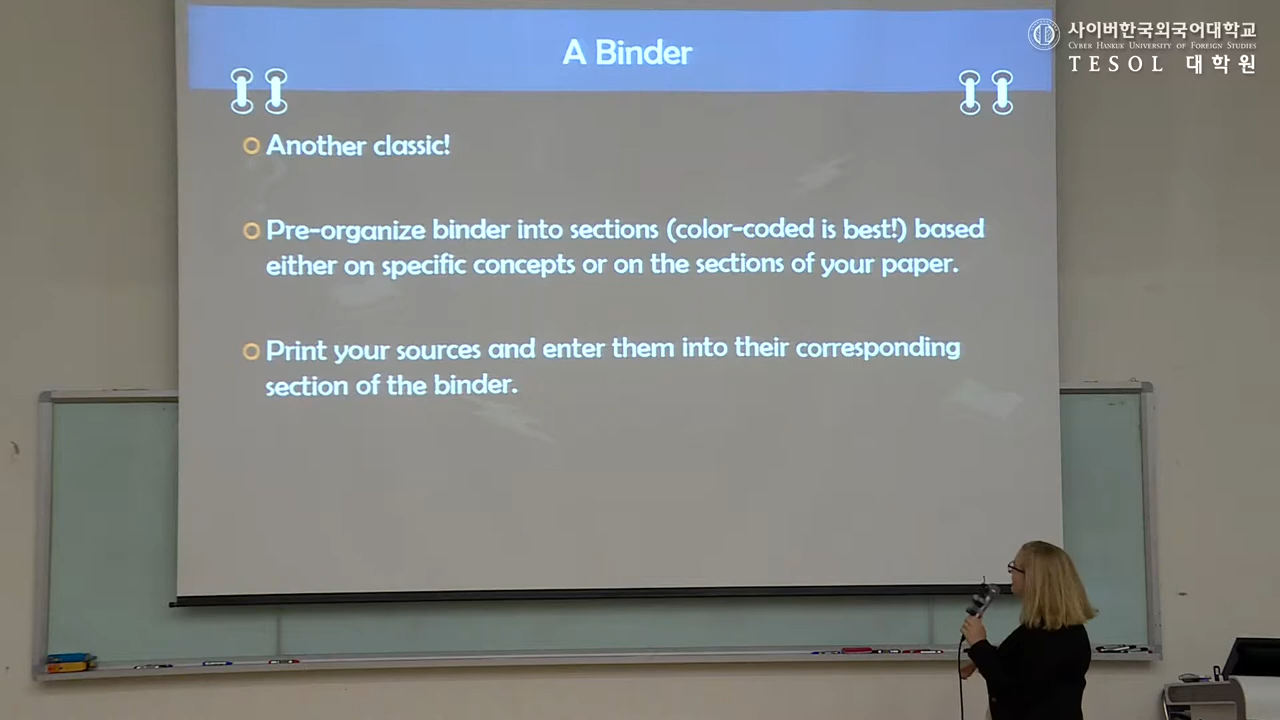 A Binder
사이버한국외국어대학교
CYBER HANKUK UNIVERSITY OF FOREIGN STUDIES
TESOL 대학원
Another classic!
Pre-organize binder into sections (color-coded is best!) based
either on specific concepts or on the sections of your paper.
Print your sources and enter them into their corresponding
section of the binder.